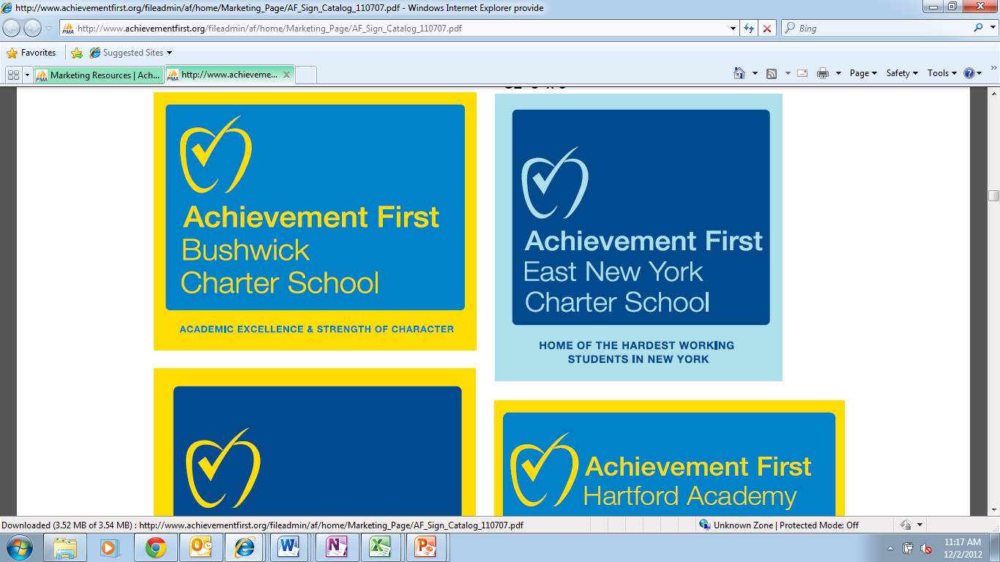 http://www.achievementfirst.org/fileadmin/af/home/Marketing_Page/AF_Sign_Catalog_110707.pdf - Windows Internet Explorer provide
http://www.achievementfirst.org/fileadmin/af/home/Marketing_Page/AF_Sign_Catalog_110707.pdf
Bing
Favorites
Suggested Sites
Marketing Resources | Ach...
http://www.achieveme...
Page
Safety
Tools
Achievement First
Bushwick
Charter School
ACADEMIC EXCELLENCE & STRENGTH OF CHARACTER
Achievement First
East New York
Charter School
HOME OF THE HARDEST WORKING
STUDENTS IN NEW YORK
Achievement First
Hartford Academy
Downloaded (3.52 MB of 3.54 MB) : http://www.achievementfirst.org/fileadmin/af/home/Marketing_Page/AF_Sign_Catalog_110707.pdf
Unknown Zone | Protected Mode: Off
11:17 AM
12/2/2012